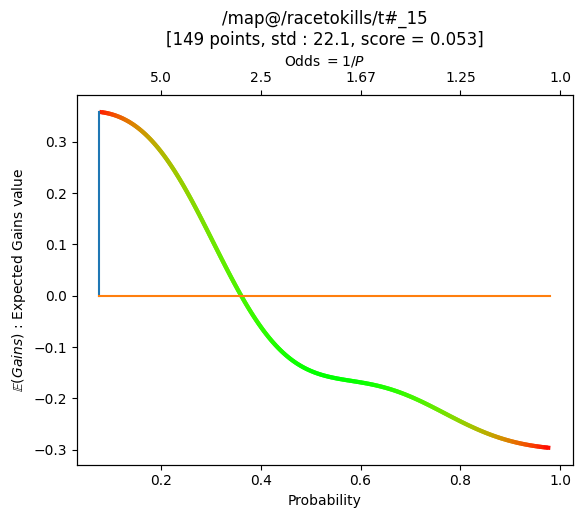 /map@/racetokills/t#_15
[149 points, std : 22.1, score = 0.053]
Odds = 1/P
5.0 2.5 1.67 1.25 1.0
0.3
0.2
0.1
0.0
−0.1
−0.2
−0.3
𝔼(Gains) : Expected Gains value
0.2 0.4 0.6 0.8 1.0
Probability